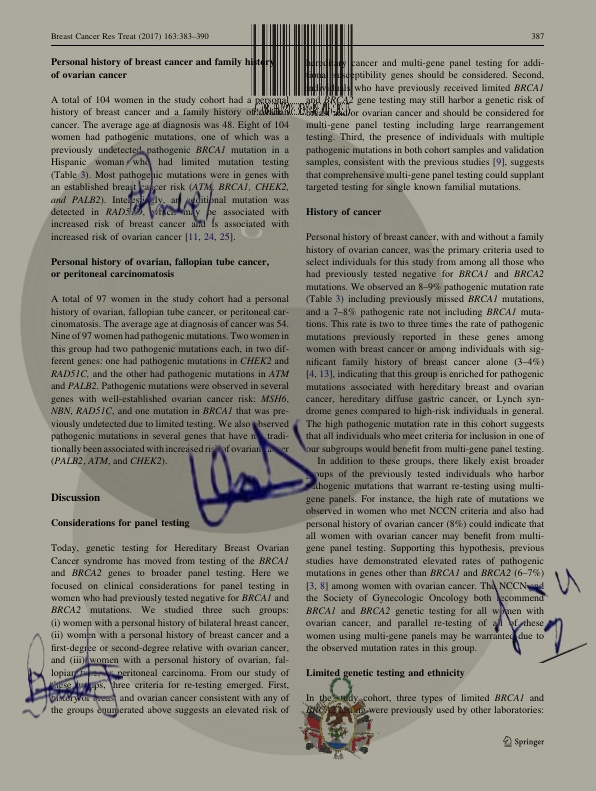 Breast Cancer Res Treat (2017) 163:383–390
387
Personal history of breast cancer and family history
of ovarian cancer
A total of 104 women in the study cohort had a personal
history of breast cancer and a family history of
cancer. The average age at diagnosis was 48. Eight of 104
women had pathogenic mutations, one of which was a
previously undetected pathogenic BRCA1 mutation in a
Hispanic woman who had limited mutation testing
(Table 3). Most pathogenic mutations were in genes with
an established breast cancer risk (ATM, BRCA1, CHEK2,
and PALB2). Interestingly, an additional mutation was
detected in which may be associated with
increased risk of breast cancer and is associated with
increased risk of ovarian cancer [11, 24, 25].
Personal history of ovarian, fallopian tube cancer,
or peritoneal carcinomatosis
A total of 97 women in the study cohort had a personal
history of ovarian, fallopian tube cancer, or peritoneal car-
cinomatosis. The average age at diagnosis of cancer was 54.
Nine of 97 women had pathogenic mutations. Two women in
this group had two pathogenic mutations each, in two dif-
ferent genes: one had pathogenic mutations in CHEK2 and
RAD51C, and the other had pathogenic mutations in ATM
and PALB2. Pathogenic mutations were observed in several
genes with well-established ovarian cancer risk: MSH6,
NBN, RAD51C, and one mutation in BRCA1 that was pre-
viously undetected due to limited testing. We also observed
pathogenic mutations in several genes that have not tradi-
tionally been associated with increased risk of ovarian cancer
(PALB2, ATM, and CHEK2).
Discussion
Considerations for panel testing
Today, genetic testing for Hereditary Breast Ovarian
Cancer syndrome has moved from testing of the BRCA1
and BRCA2 genes to broader panel testing. Here we
focused on clinical considerations for panel testing in
women who had previously tested negative for BRCA1 and
BRCA2 mutations. We studied three such groups:
(i) women with a personal history of bilateral breast cancer,
(ii) women with a personal history of breast cancer and a
first-degree or second-degree relative with ovarian cancer,
and (iii) women with a personal history of ovarian, fal-
lopian peritoneal carcinoma. From our study of
these groups, three criteria for re-testing emerged. First,
history of breast and ovarian cancer consistent with any of
the groups enumerated above suggests an elevated risk of
hereditary cancer and multi-gene panel testing for addi-
tional susceptibility genes should be considered. Second,
individuals who have previously received limited BRCA1
and BRCA2 gene testing may still harbor a genetic risk of
breast and/or ovarian cancer and should be considered for
multi-gene panel testing including large rearrangement
testing. Third, the presence of individuals with multiple
pathogenic mutations in both cohort samples and validation
samples, consistent with the previous studies [9], suggests
that comprehensive multi-gene panel testing could supplant
targeted testing for single known familial mutations.
History of cancer
Personal history of breast cancer, with and without a family
history of ovarian cancer, was the primary criteria used to
select individuals for this study from among all those who
had previously tested negative for BRCA1 and BRCA2
mutations. We observed an 8–9% pathogenic mutation rate
(Table 3) including previously missed BRCA1 mutations,
and a 7–8% pathogenic rate not including BRCA1 muta-
tions. This rate is two to three times the rate of pathogenic
mutations previously reported in these genes among
women with breast cancer or among individuals with sig-
nificant family history of breast cancer alone (3–4%)
[4, 13], indicating that this group is enriched for pathogenic
mutations associated with hereditary breast and ovarian
cancer, hereditary diffuse gastric cancer, or Lynch syn-
drome genes compared to high-risk individuals in general.
The high pathogenic mutation rate in this cohort suggests
that all individuals who meet criteria for inclusion in one of
our subgroups would benefit from multi-gene panel testing.
In addition to these groups, there likely exist broader
groups of the previously tested individuals who harbor
pathogenic mutations that warrant re-testing using multi-
gene panels. For instance, the high rate of mutations we
observed in women who met NCCN criteria and also had
personal history of ovarian cancer (8%) could indicate that
all women with ovarian cancer may benefit from multi-
gene panel testing. Supporting this hypothesis, previous
studies have demonstrated elevated rates of pathogenic
mutations in genes other than BRCA1 and BRCA2 (6–7%)
[3, 8] among women with ovarian cancer. The NCCN and
the Society of Gynecologic Oncology both recommend
BRCA1 and BRCA2 genetic testing for all women with
ovarian cancer, and parallel re-testing of all of these
women using multi-gene panels may be warranted due to
the observed mutation rates in this group.
Limited genetic testing and ethnicity
In the study cohort, three types of limited BRCA1 and
BRCA2 testing were previously used by other laboratories:
Springer